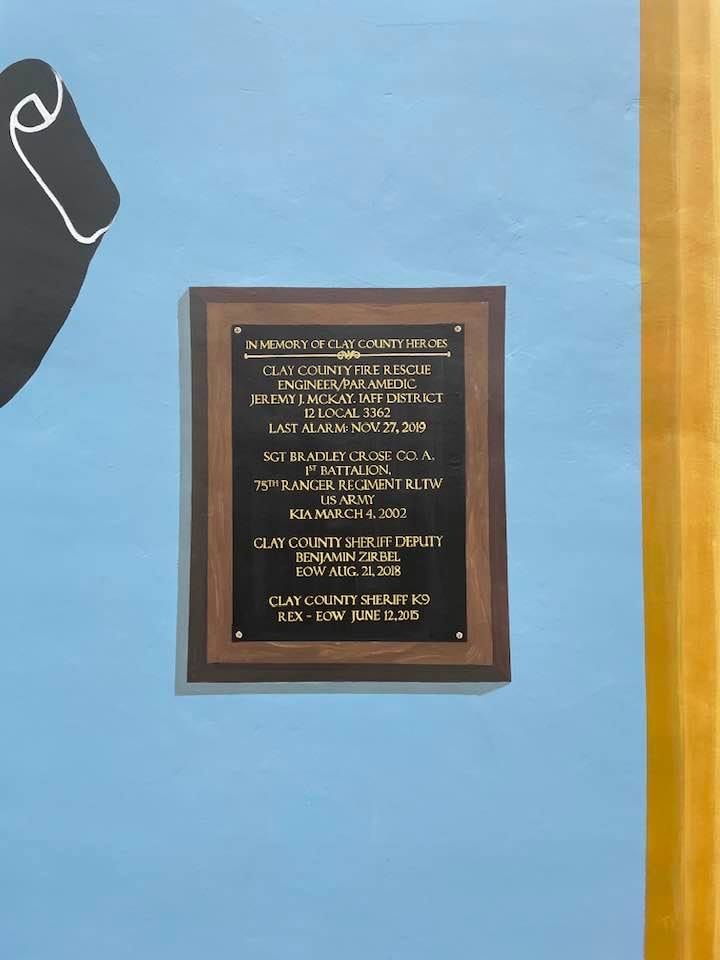 IN MEMORY OF CLAY COUNTY HEROES
CLAY COUNTY FIRE RESCUE
ENGINEER/PARAMEDIC
JEREMY J. MCKAY. IAFF DISTRICT
12 LOCAL 3362
LAST ALARM: NOV. 27, 2019
SGT BRADLEY CROSE CO. A,
1ST BATTALION,
75TH RANGER REGIMENT RLTW
US ARMY
KIA MARCH 4, 2002
CLAY COUNTY SHERIFF DEPUTY
BENJAMIN ZIRBEL
EOW AUG. 21, 2018
CLAY COUNTY SHERIFF K9
REX - EOW JUNE 12,2015